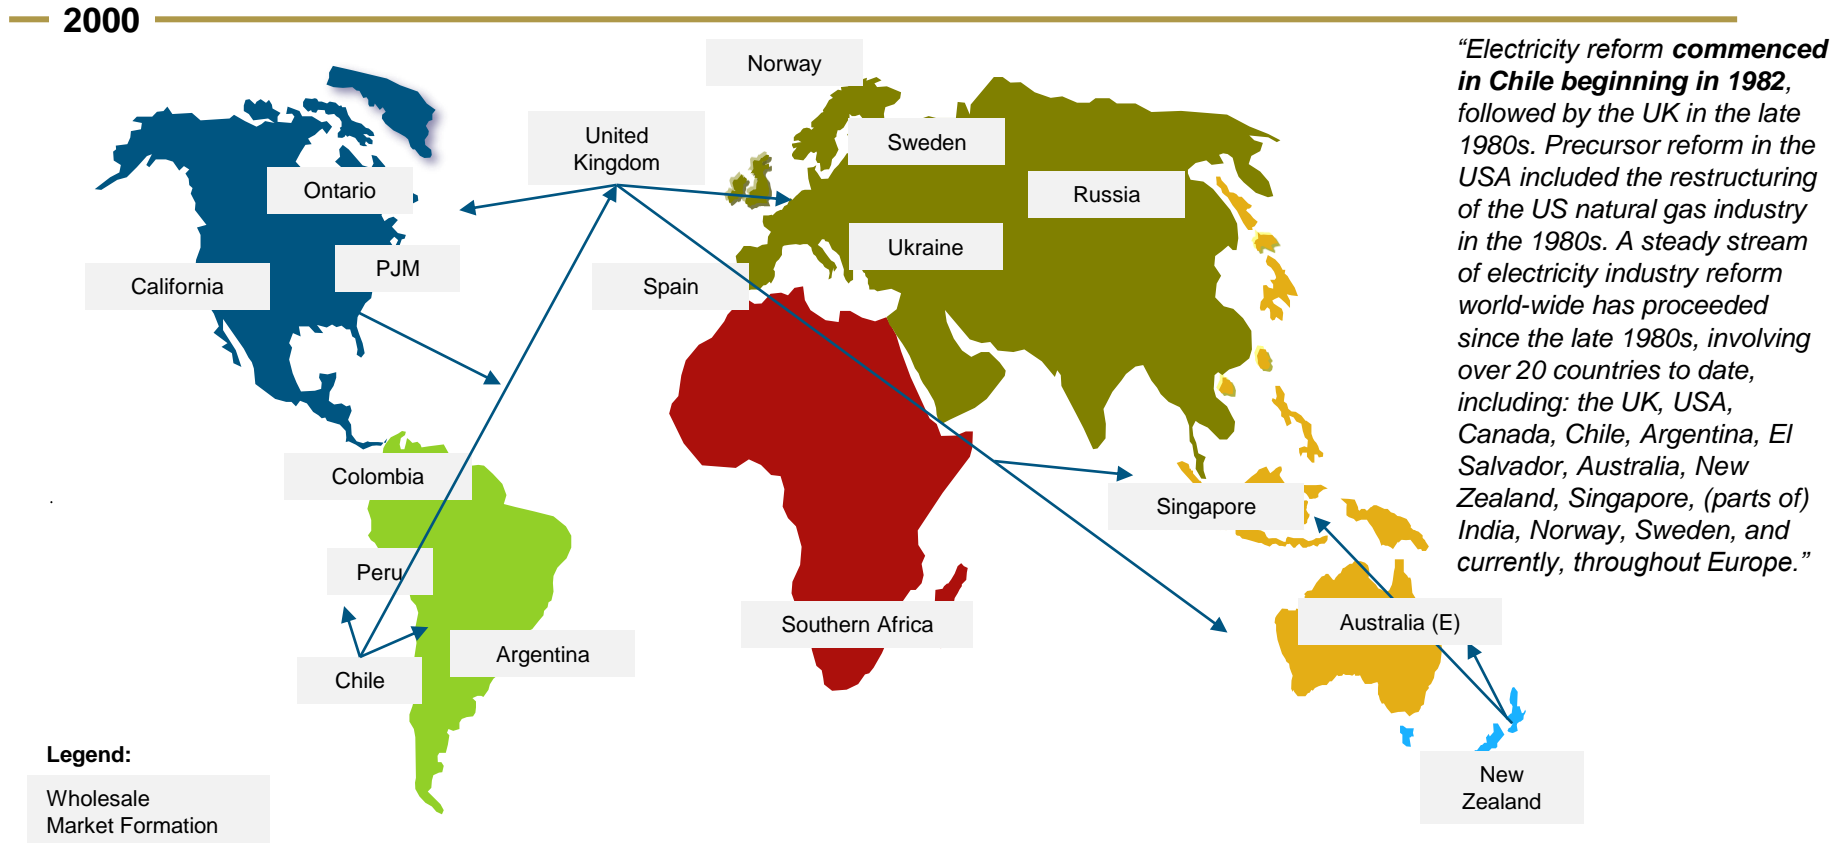 2000
“Electricity reform commenced
in Chile beginning in 1982,
followed by the UK in the late
1980s. Precursor reform in the
USA included the restructuring
of the US natural gas industry
in the 1980s. A steady stream
of electricity industry reform
world-wide has proceeded
since the late 1980s, involving
over 20 countries to date,
including: the UK, USA,
Canada, Chile, Argentina, El
Salvador, Australia, New
Zealand, Singapore, (parts of)
India, Norway, Sweden, and
currently, throughout Europe.”
Norway
United
Kingdom
Sweden
Ontario
Russia
Ukraine
PJM
California
Spain
Colombia
Singapore
Peru
Southern Africa
Australia (E)
Argentina
Chile
New
Zealand
Legend:
Wholesale
Market Formation
.